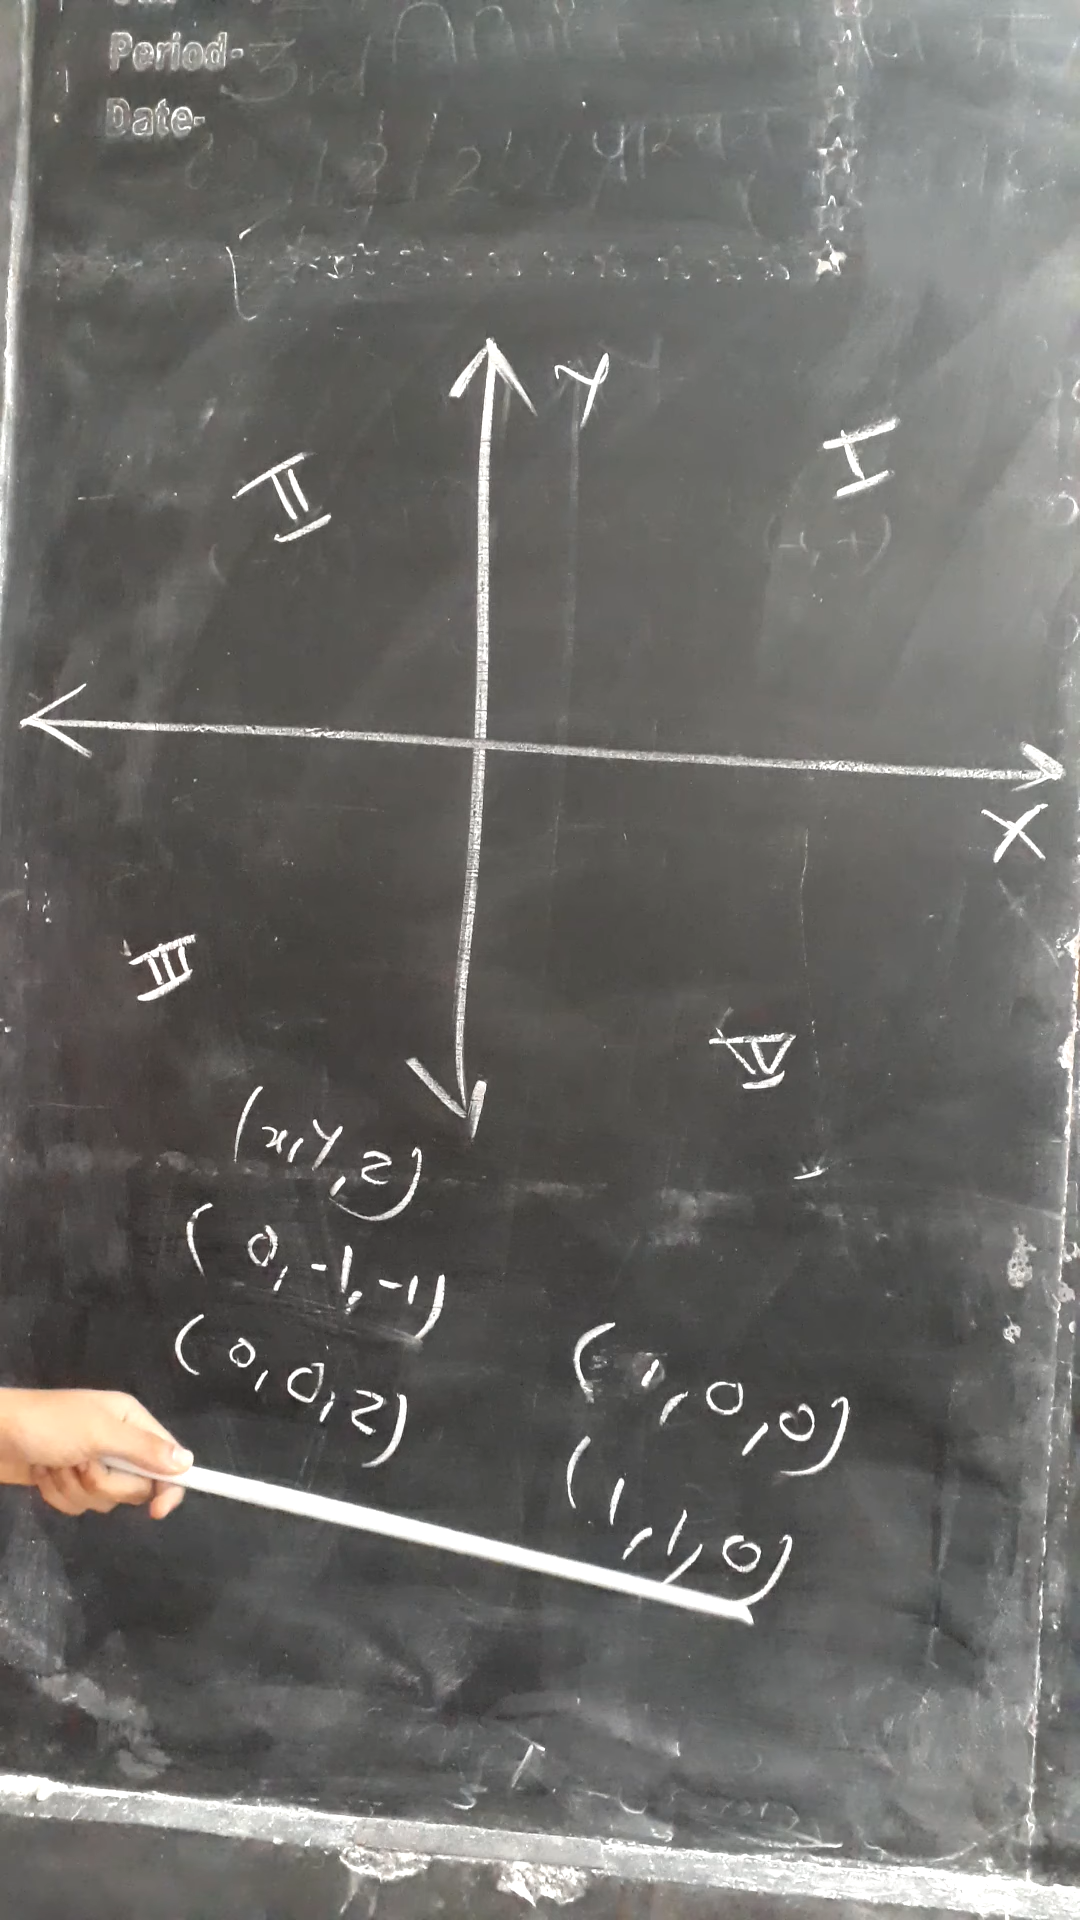 Period-
3rd
Date-
Y
I
II
(+,+)
X
III
IV
(x,y,z)
(0,-1,-1)
(0,0,2)
(1,0,0)
(1,1,0)